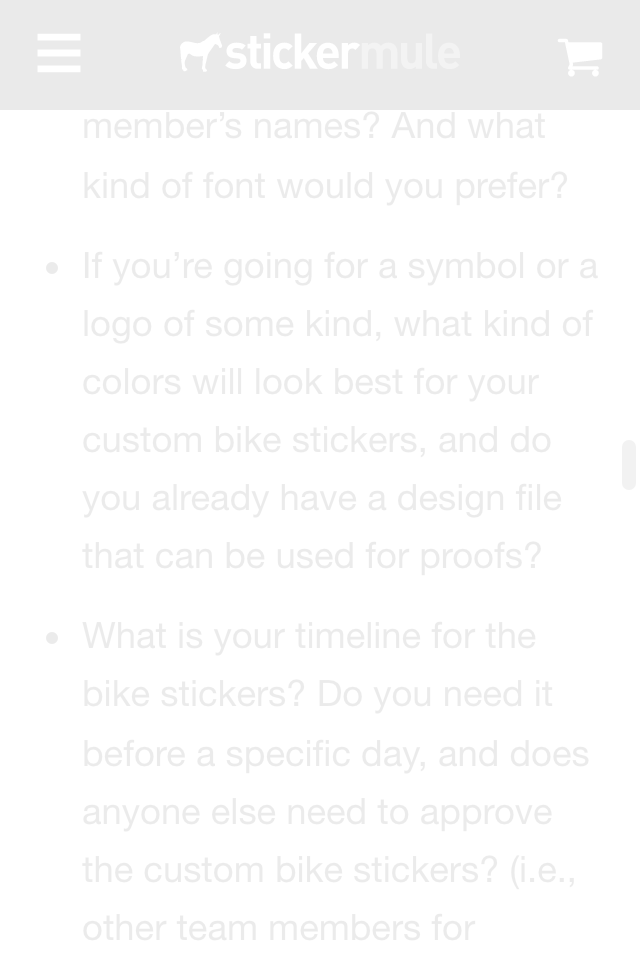 stickermule
member’s names? And what
kind of font would you prefer?
If you’re going for a symbol or a
logo of some kind, what kind of
colors will look best for your
custom bike stickers, and do
you already have a design file
that can be used for proofs?
What is your timeline for the
bike stickers? Do you need it
before a specific day, and does
anyone else need to approve
the custom bike stickers? (i.e.,
other team members for